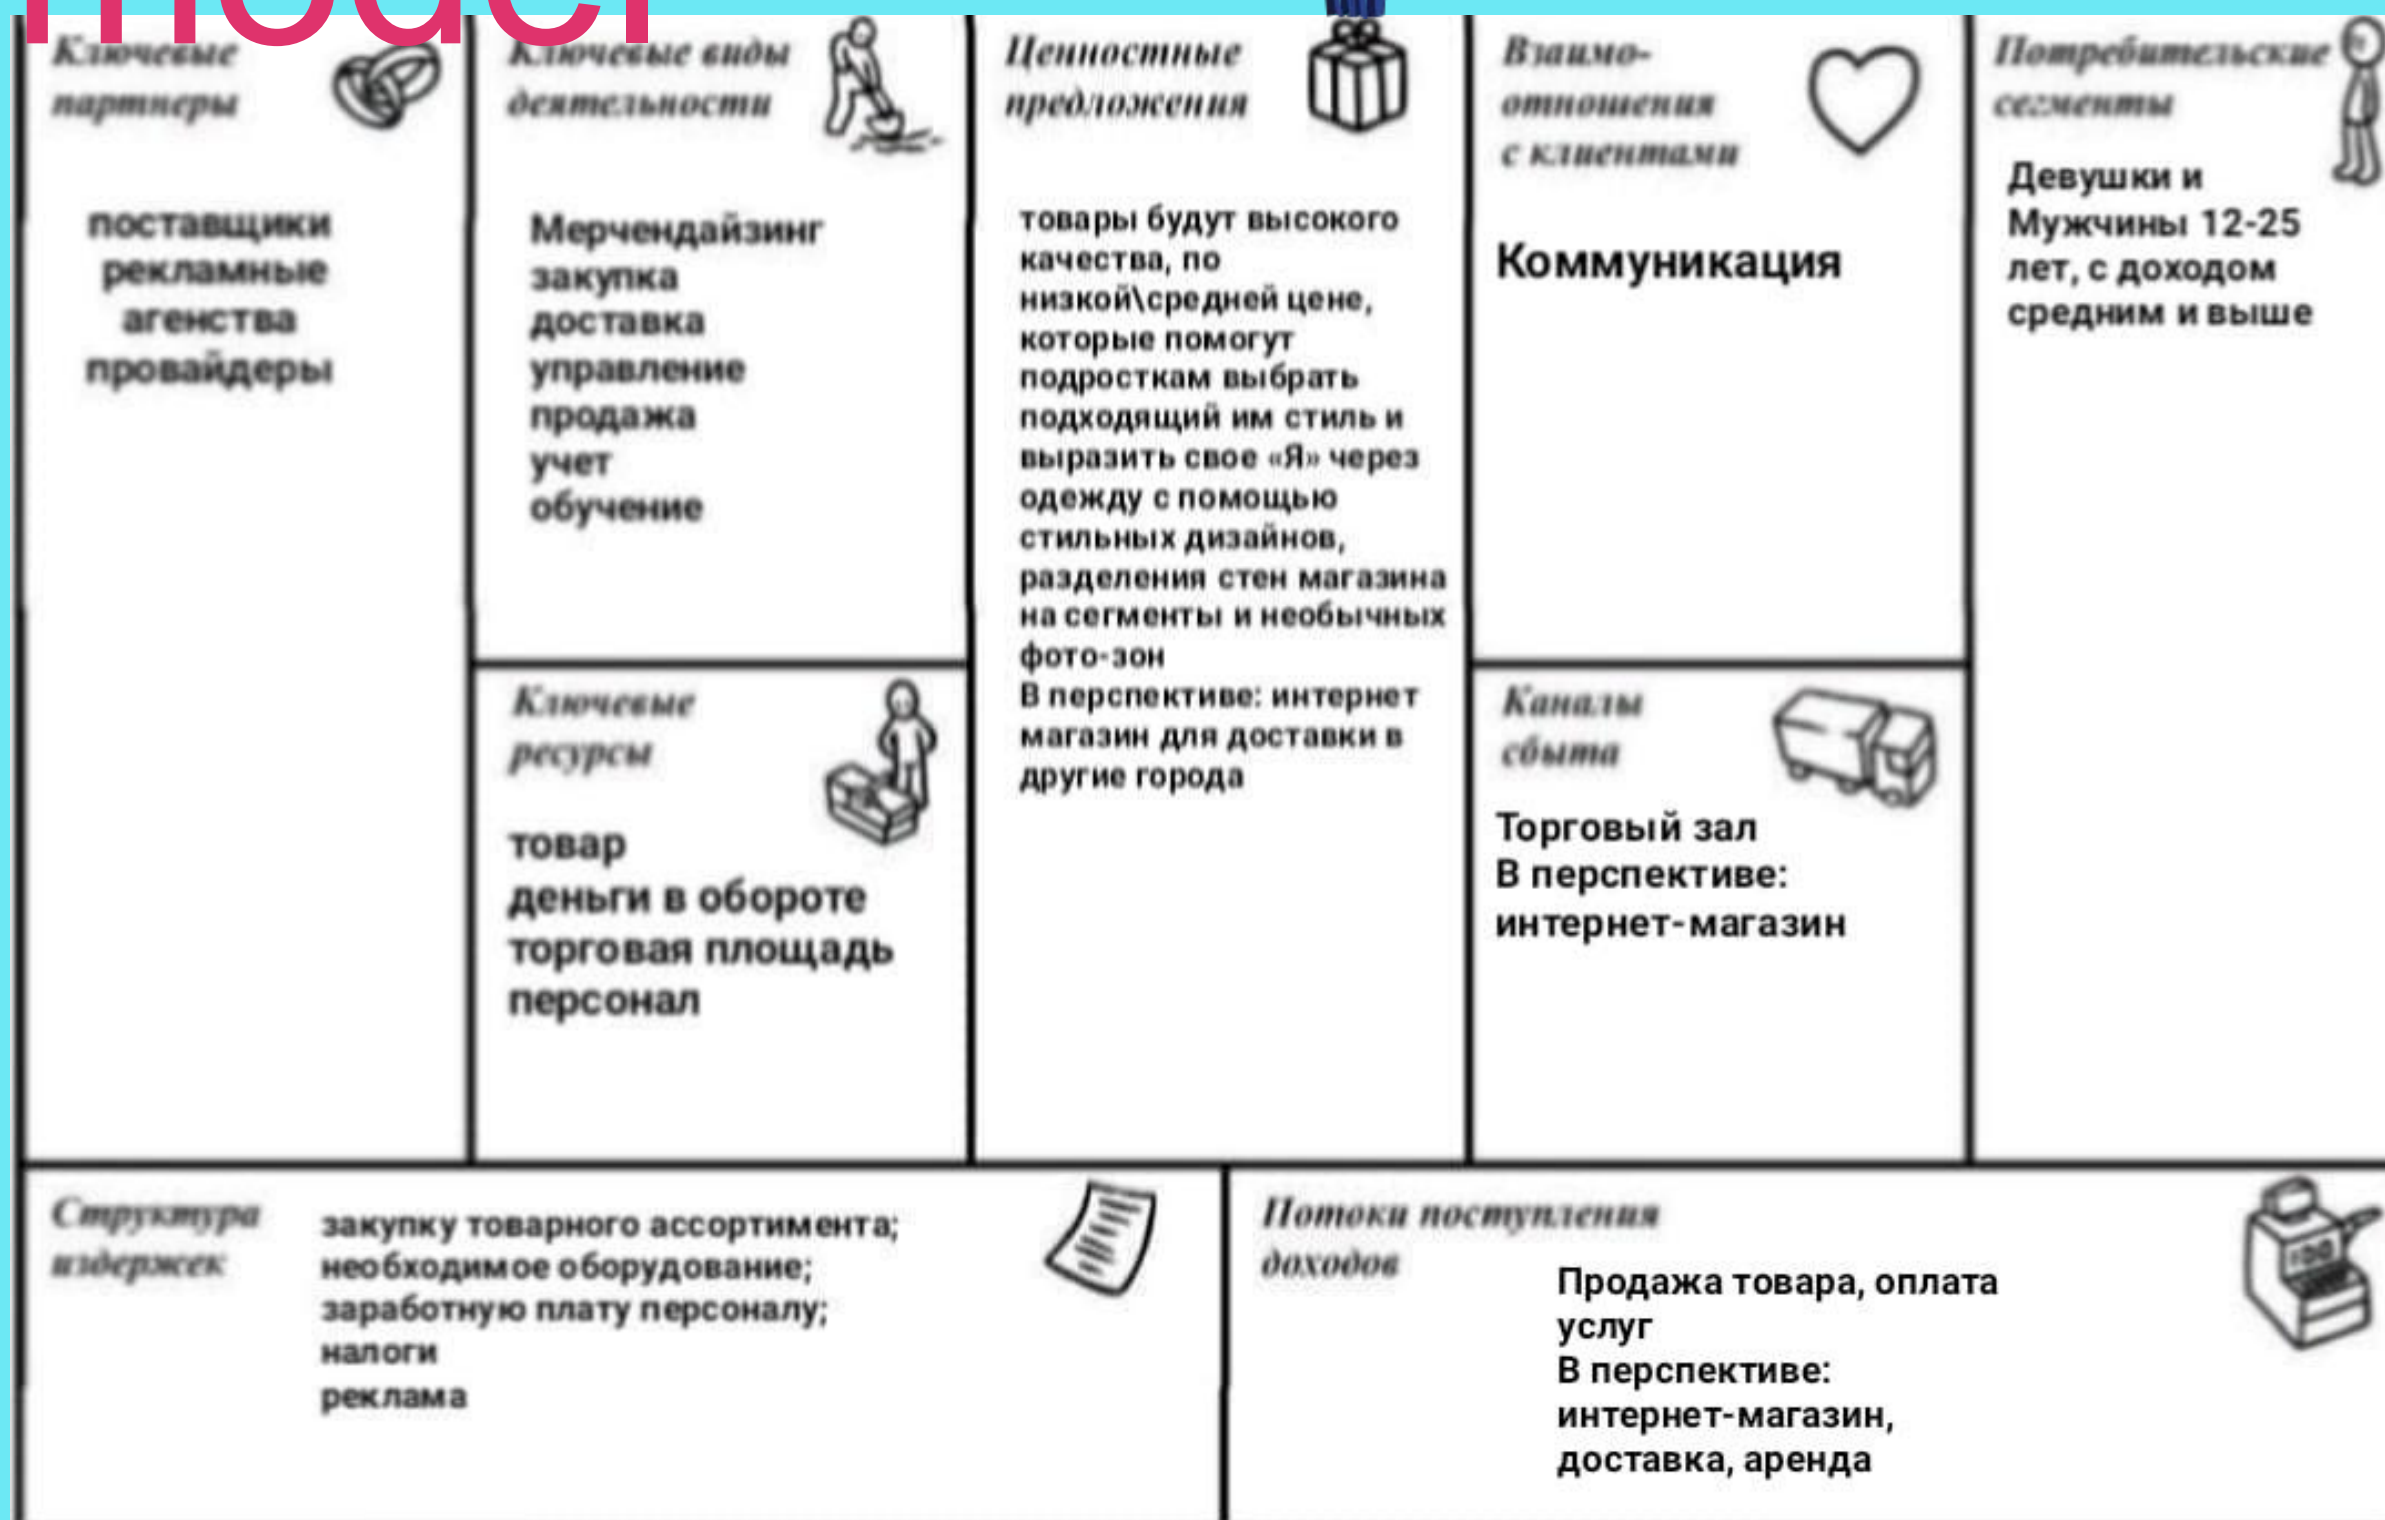 model
Ключевые
партнеры
поставщики
рекламные
агенства
провайдеры
Ключевые виды
деятельности
Мерчендайзинг
закупка
доставка
управление
продажа
учет
обучение
Ключевые
ресурсы
товар
деньги в обороте
торговая площадь
персонал
Ценностные
предложения
товары будут высокого
качества, по
низкой\средней цене,
которые помогут
подросткам выбрать
подходящий им стиль и
выразить свое «Я» через
одежду с помощью
стильных дизайнов,
разделения стен магазина
на сегменты и необычных
фото-зон
В перспективе: интернет
магазин для доставки в
другие города
Взаимо-
отношения
с клиентами
Коммуникация
Каналы
сбыта
Торговый зал
В перспективе:
интернет-магазин
Потребительские
сегменты
Девушки и
Мужчины 12-25
лет, с доходом
средним и выше
Структура
издержек
закупку товарного ассортимента;
необходимое оборудование;
заработную плату персоналу;
налоги
реклама
Потоки поступления
доходов
Продажа товара, оплата
услуг
В перспективе:
интернет-магазин,
доставка, аренда